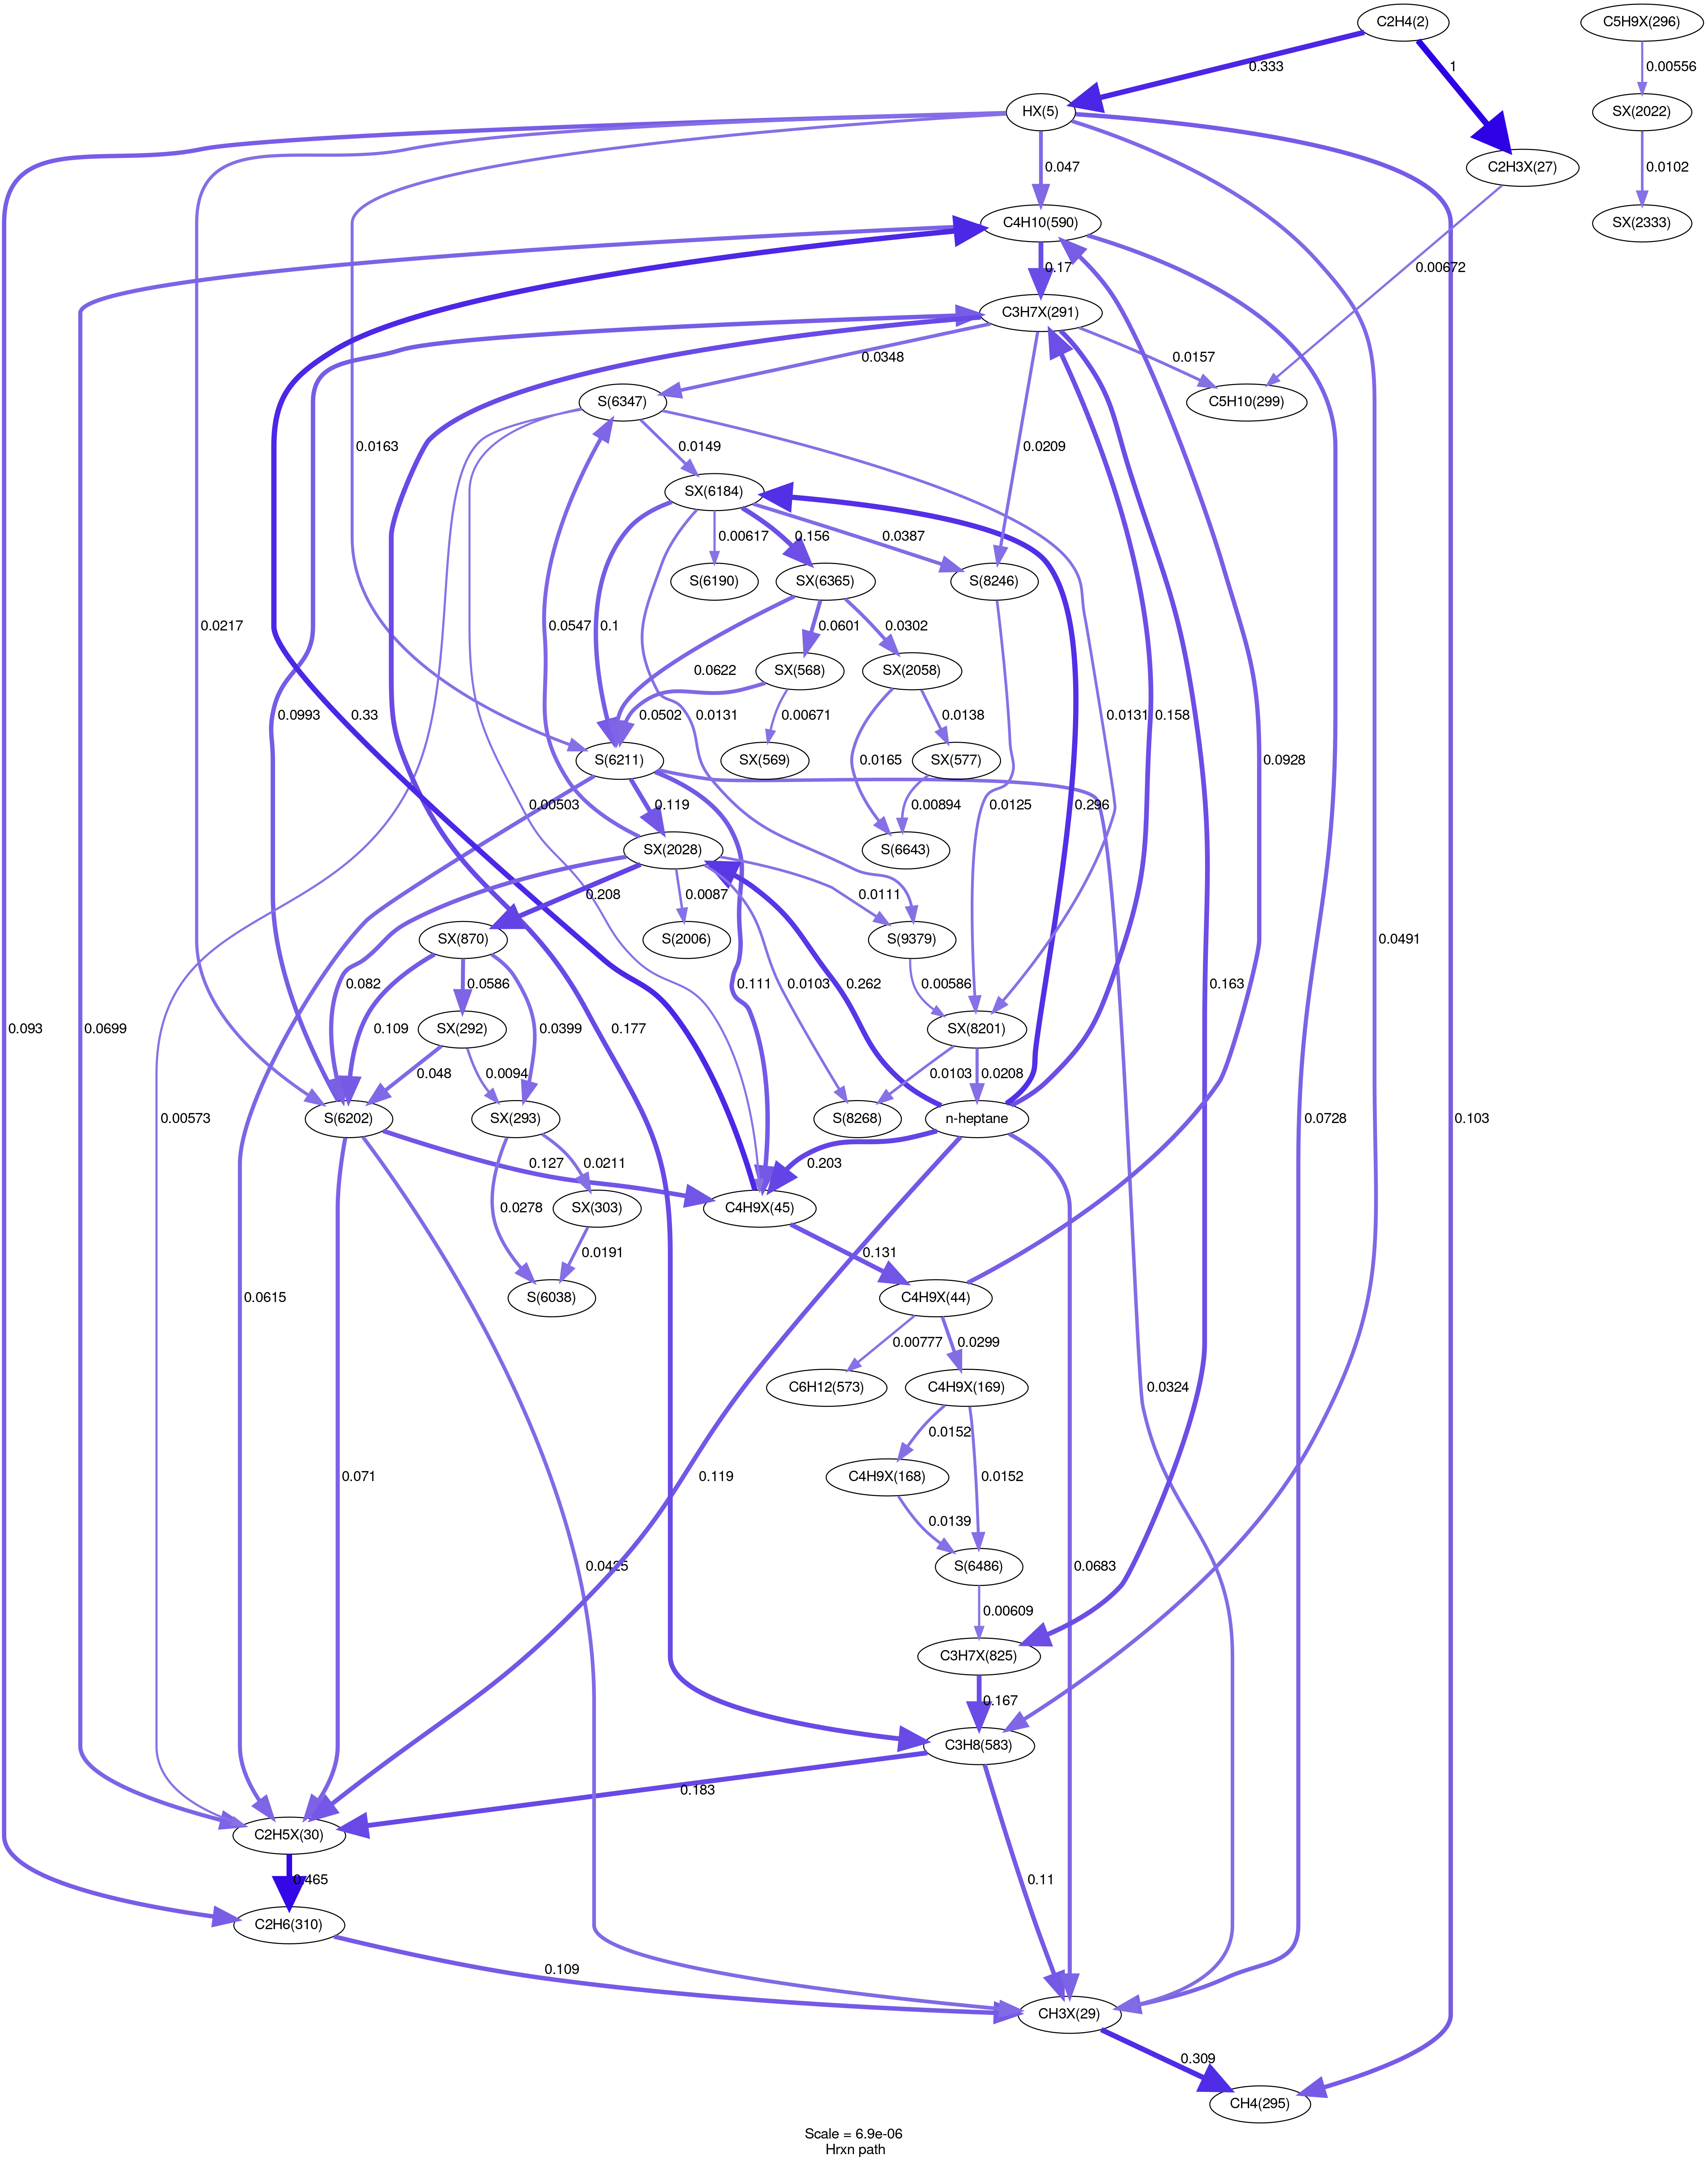 C2H4(2)
C5H9X(296)
0.333
1
0.00556
HX(5)
SX(2022)
C2H3X(27)
0.047
0.0102
C4H10(590)
SX(2333)
0.17
0.00672
C3H7X(291)
0.0348
0.0157
S(6347)
C5H10(299)
0.0163
0.0149
0.0209
SX(6184)
0.00617
0.156
0.0387
S(6190)
SX(6365)
S(8246)
0.0217
0.0547
0.1
0.0601
0.0302
SX(568)
SX(2058)
0.0622
0.0993
0.33
0.0502
0.0131
0.00671
0.0138
0.0131
0.158
S(6211)
SX(569)
SX(577)
0.0165
0.0928
0.00503
0.119
0.00894
0.0125
0.296
SX(2028)
S(6643)
0.208
0.0087
0.0111
0.0491
SX(870)
S(2006)
S(9379)
0.082
0.109
0.0586
0.0399
0.111
0.0103
0.262
0.00586
0.163
SX(292)
SX(8201)
0.093
0.0699
0.177
0.048
0.0094
0.0103
0.0208
0.00573
S(6202)
SX(293)
S(8268)
n-heptane
0.0728
0.103
0.127
0.0211
0.203
C4H9X(45)
SX(303)
0.0278
0.0191
0.131
0.0615
S(6038)
C4H9X(44)
0.00777
0.0299
C6H12(573)
C4H9X(169)
0.0324
0.0152
0.071
0.119
C4H9X(168)
0.0152
0.0139
0.0425
S(6486)
0.0683
0.00609
C3H7X(825)
0.167
C3H8(583)
0.183
C2H5X(30)
0.465
0.11
C2H6(310)
0.109
CH3X(29)
0.309
CH4(295)
Scale = 6.9e-06
Hrxn path